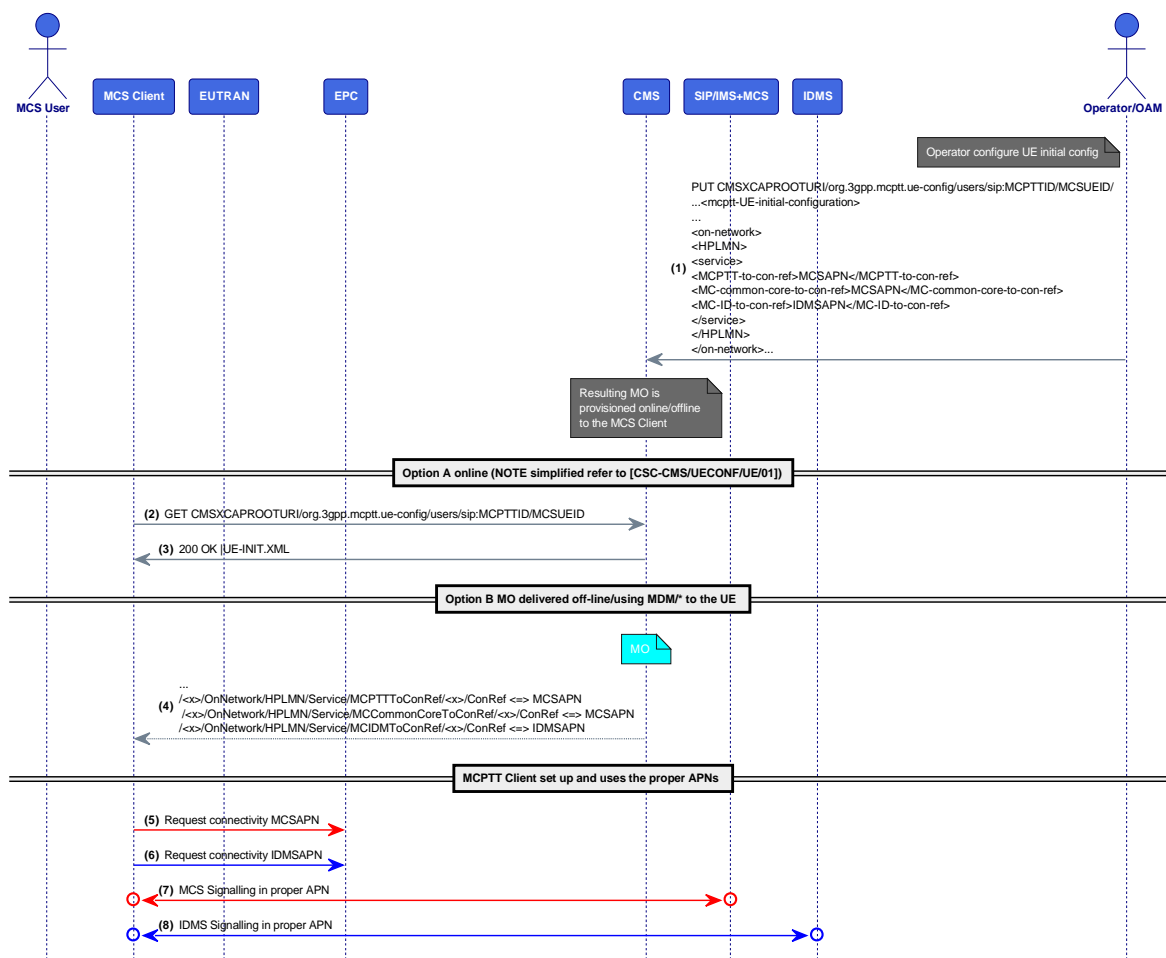 MCS User
MCS Client
EUTRAN
EPC
CMS
SIP/IMS+MCS
IDMS
Operator/OAM
Operator configure UE initial config
(1)
PUT CMSXCAPROOTURI/org.3gpp.mcptt.ue-config/users/sip:MCPTTID/MCSUEID/
...<mcptt-UE-initial-configuration>
...
<on-network>
<HPLMN>
<service>
<MCPTT-to-con-ref>MCSAPN</MCPTT-to-con-ref>
<MC-common-core-to-con-ref>MCSAPN</MC-common-core-to-con-ref>
<MC-ID-to-con-ref>IDMSAPN</MC-ID-to-con-ref>
</service>
</HPLMN>
</on-network>...
Resulting MO is
provisioned online/offline
to the MCS Client
Option A online (NOTE simplified refer to [CSC-CMS/UECONF/UE/01])
(2) GET CMSXCAPROOTURI/org.3gpp.mcptt.ue-config/users/sip:MCPTTID/MCSUEID
(3) 200 OK |UE-INIT.XML
Option B MO delivered off-line/using MDM/* to the UE
MO
(4)
...
/<x>/OnNetwork/HPLMN/Service/MCPTTToConRef/<x>/ConRef <=> MCSAPN
/<x>/OnNetwork/HPLMN/Service/MCCommonCoreToConRef/<x>/ConRef <=> MCSAPN
/<x>/OnNetwork/HPLMN/Service/MCIDMToConRef/<x>/ConRef <=> IDMSAPN
MCPTT Client set up and uses the proper APNs
(5) Request connectivity MCSAPN
(6) Request connectivity IDMSAPN
(7) MCS Signalling in proper APN
(8) IDMS Signalling in proper APN